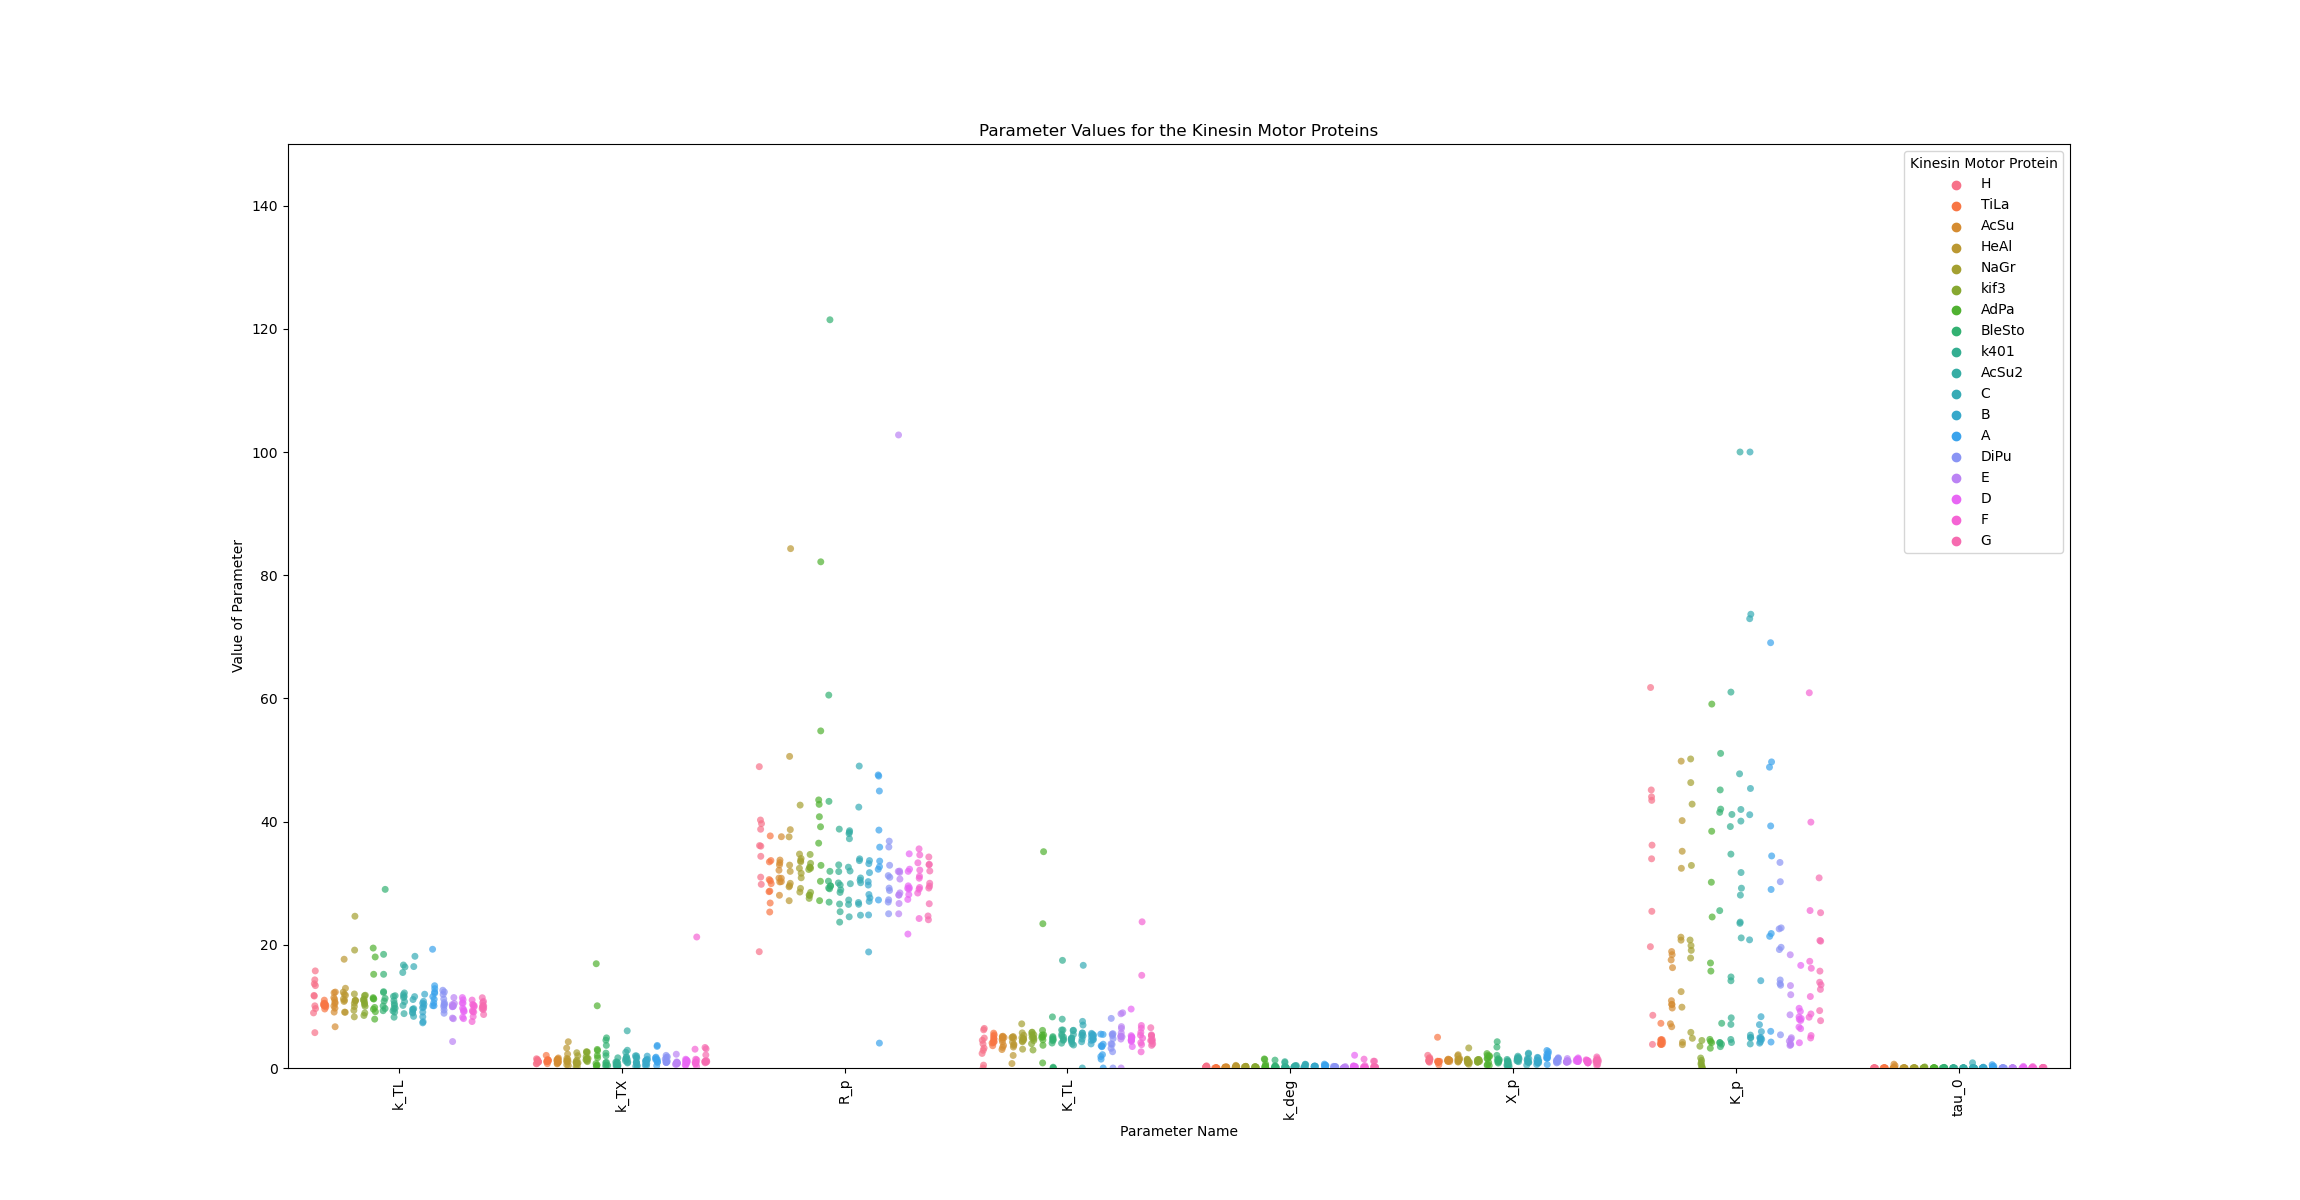 Parameter Values for the Kinesin Motor Proteins
Kinesin Motor Protein
H
TiLa
AcSu
HeAl
NaGr
kif3
AdPa
BleSto
k401
AcSu2
C
B
A
DiPu
E
D
F
G
Value of Parameter
140
120
100
80
60
40
20
0
k_TL
k_TX
R_p
K_TL
k_deg
X_p
K_p
tau_0
Parameter Name